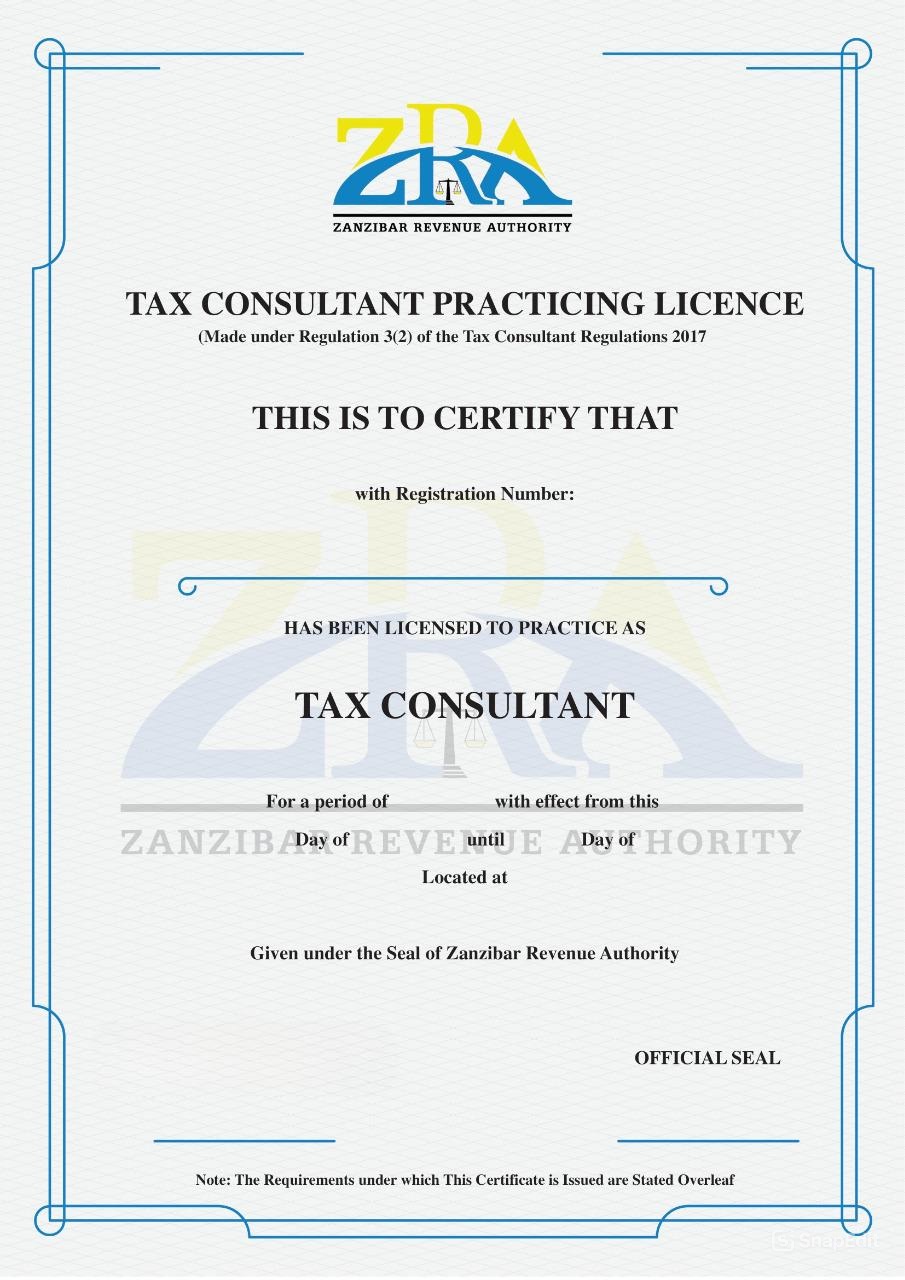 ZRA
ZANZIBAR REVENUE AUTHORITY
TAX CONSULTANT PRACTICING LICENCE
(Made under Regulation 3(2) of the Tax Consultant Regulations 2017
THIS IS TO CERTIFY THAT
with Registration Number:
ZRA
HAS BEEN LICENSED TO PRACTICE AS
TAX CONSULTANT
For a period of with effect from this
Day of until Day of
ZANZIBAR REVENUE AUTHORITY
Located at
Given under the Seal of Zanzibar Revenue Authority
OFFICIAL SEAL
Note: The Requirements under which This Certificate is Issued are Stated Overleaf
SnapEdit